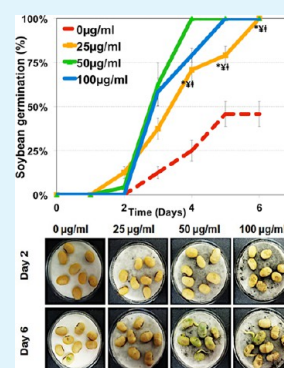 Soybean germination (%)
100%
75%
50%
25%
0%
0µg/ml
25µg/ml
50µg/ml
100µg/ml
*¥ƚ
*¥ƚ
*¥ƚ
0 2 4 6
Time (Days)
0 µg/ml 25 µg/ml 50 µg/ml 100 µg/ml
Day 2
Day 6